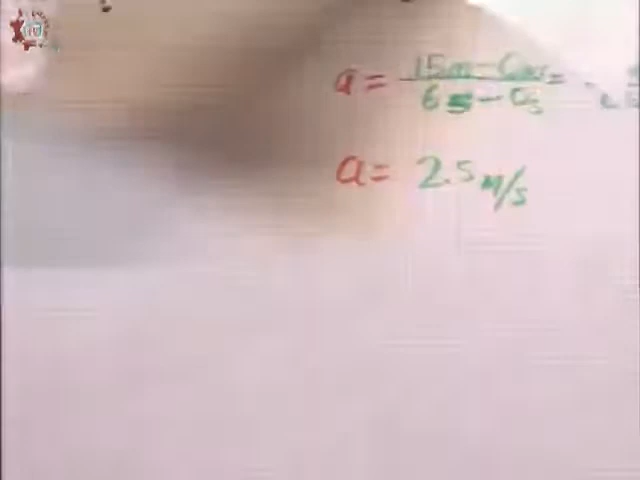 a = 15m - 0m / 6s - 0s =
a = 2.5 m/s